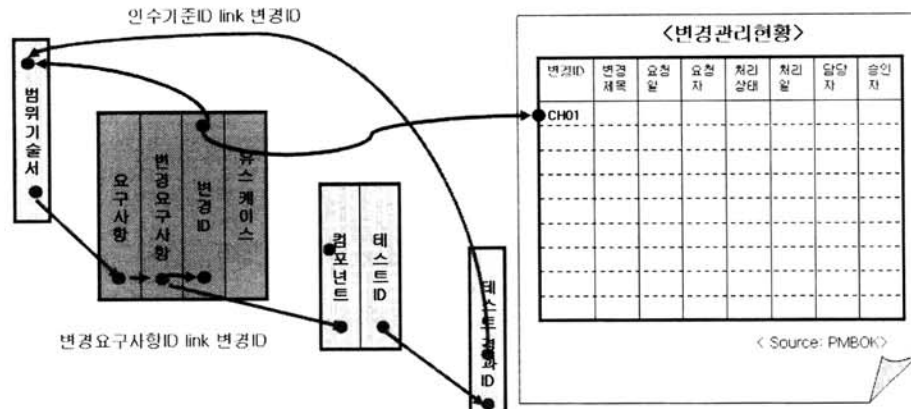 인수기준ID link 변경ID
범위기술서
요구사항
변경요구사항
변경ID
유스케이스
컴포넌트
테스트ID
테스트결과ID
변경요구사항ID link 변경ID
<변경관리현황>
변경ID 변경제목 요청일 요청자 처리상태 처리일 담당자 승인자
CH01
< Source: PMBOK>